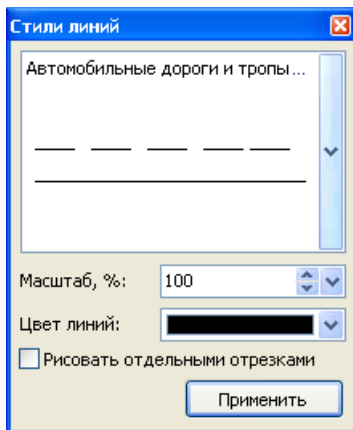 Стили линий
Автомобильные дороги и тропы...
Масштаб, %: 100
Цвет линий:
Рисовать отдельными отрезками
Применить